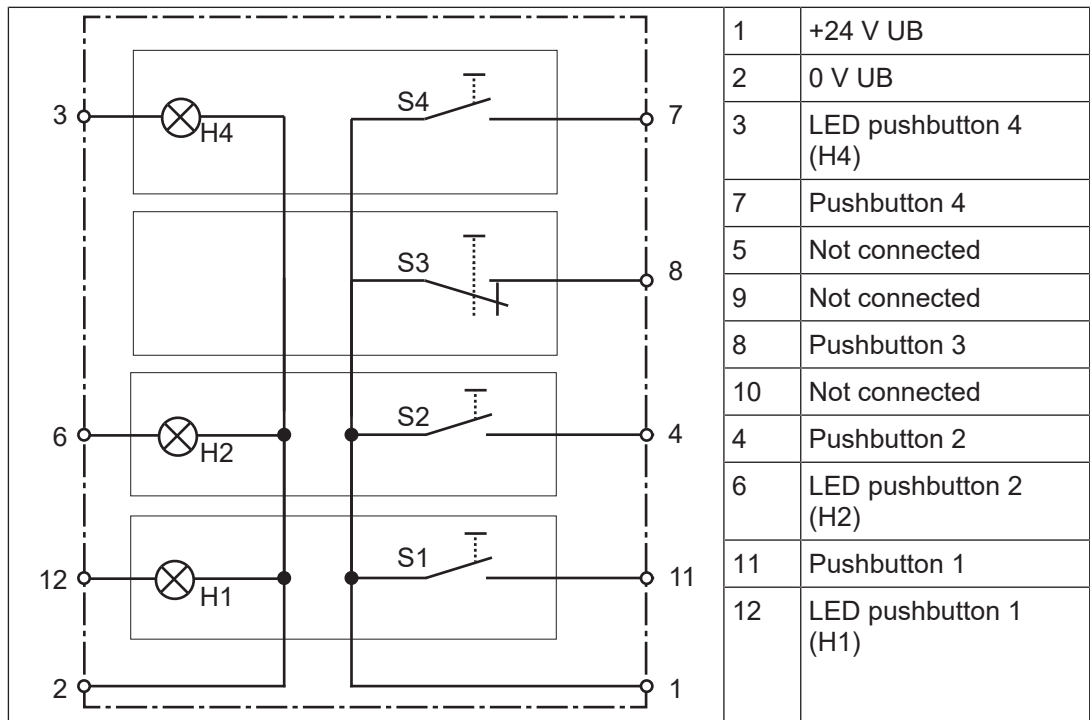 3
H4
S4
7
S3
8
6
H2
S2
4
12
H1
S1
11
2
1
1 +24 V UB
2 0 V UB
3 LED pushbutton 4
(H4)
7 Pushbutton 4
5 Not connected
9 Not connected
8 Pushbutton 3
10 Not connected
4 Pushbutton 2
6 LED pushbutton 2
(H2)
11 Pushbutton 1
12 LED pushbutton 1
(H1)